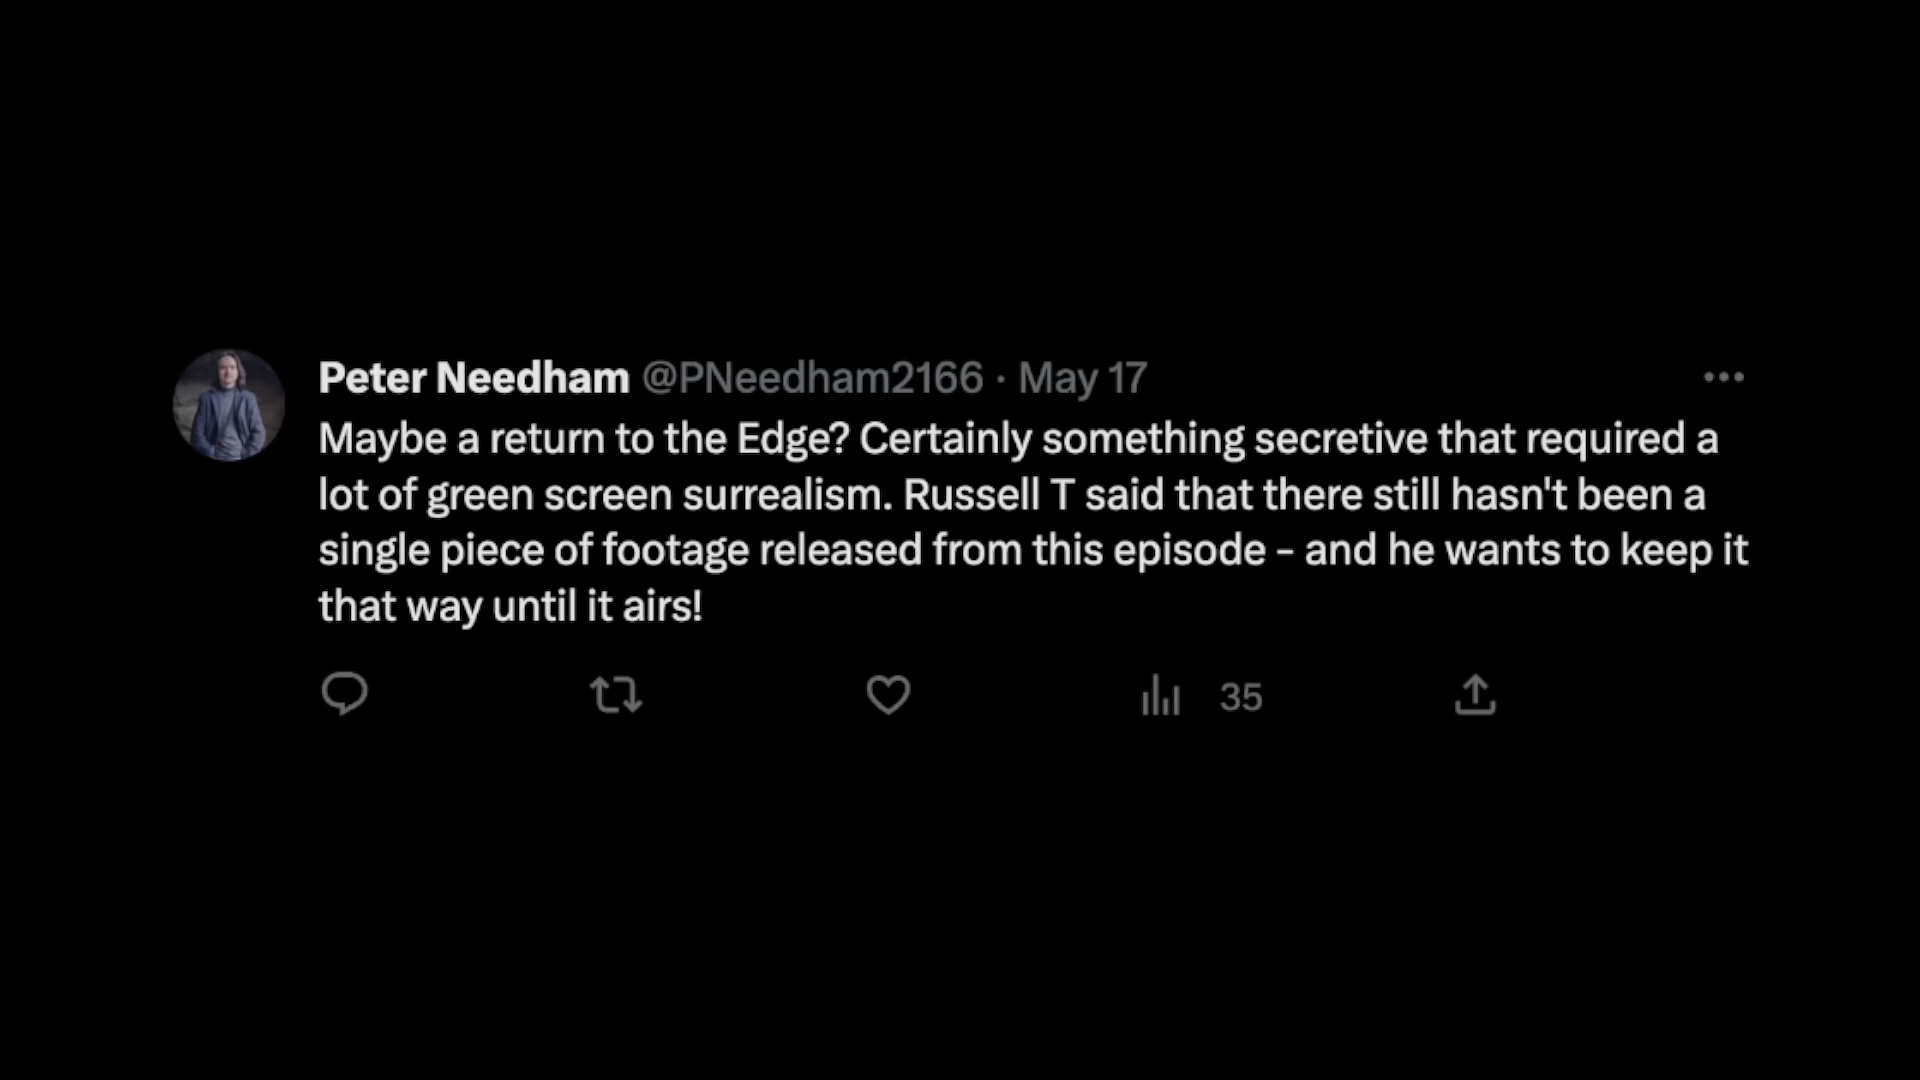 Peter Needham @PNeedham2166 · May 17
Maybe a return to the Edge? Certainly something secretive that required a
lot of green screen surrealism. Russell T said that there still hasn't been a
single piece of footage released from this episode - and he wants to keep it
that way until it airs!
35